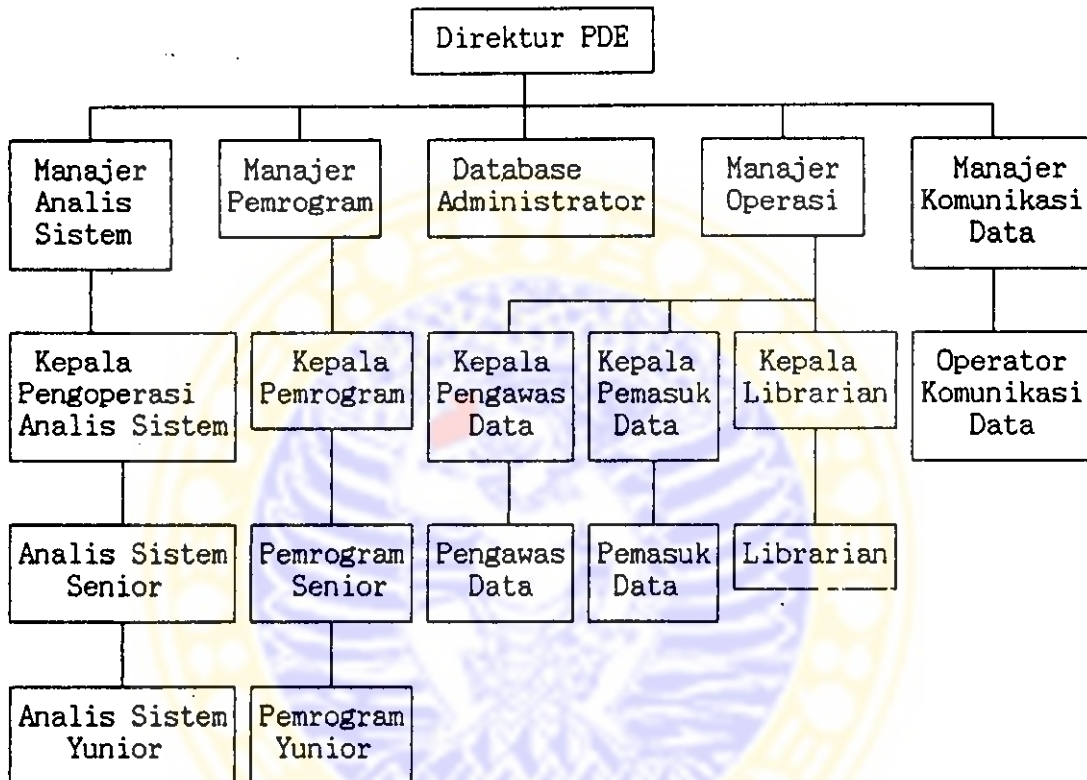 Direktur PDE
Manajer
Analis
Sistem
Manajer
Pemrogram
Database
Administrator
Manajer
Operasi
Manajer
Komunikasi
Data
Kepala
Pengoperasi
Analis Sistem
Kepala
Pemrogram
Kepala
Pengawas
Data
Kepala
Pemasuk
Data
Kepala
Librarian
Operator
Komunikasi
Data
Analis Sistem
Senior
Pemrogram
Senior
Pengawas
Data
Pemasuk
Data
Librarian
Analis Sistem
Yunior
Pemrogram
Yunior